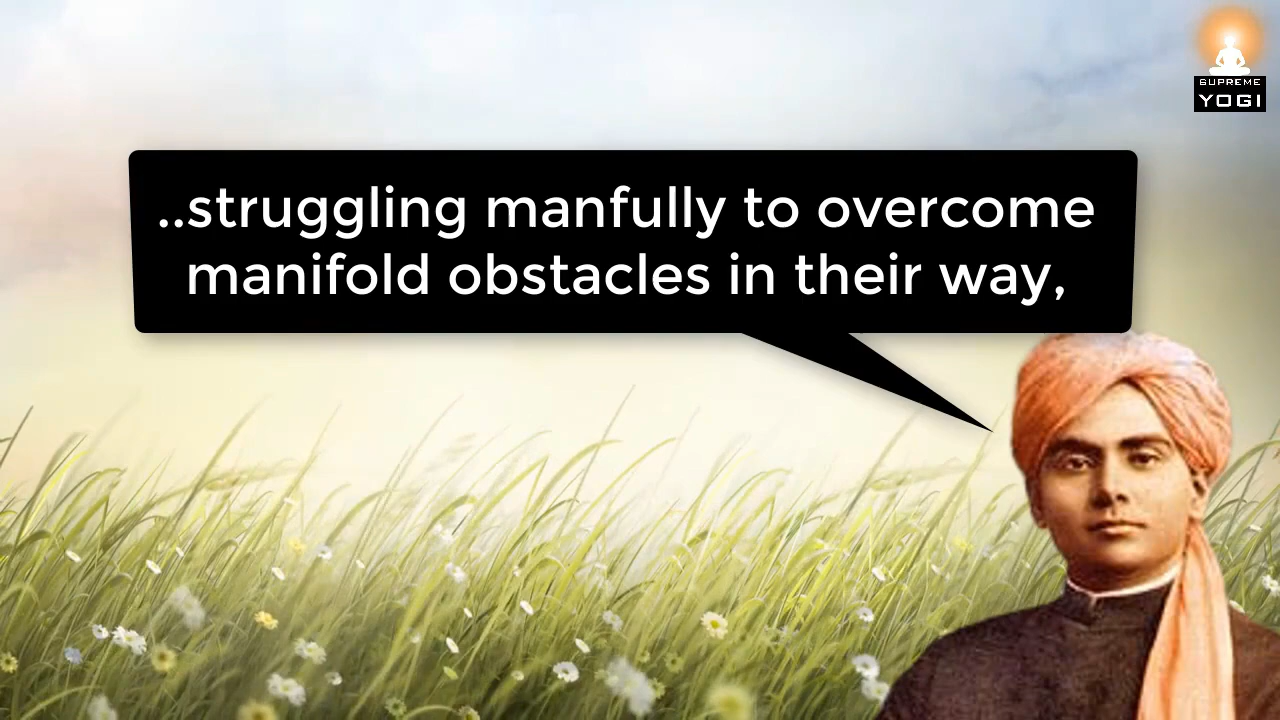 SUPREME
YOGI
..struggling manfully to overcome
manifold obstacles in their way,